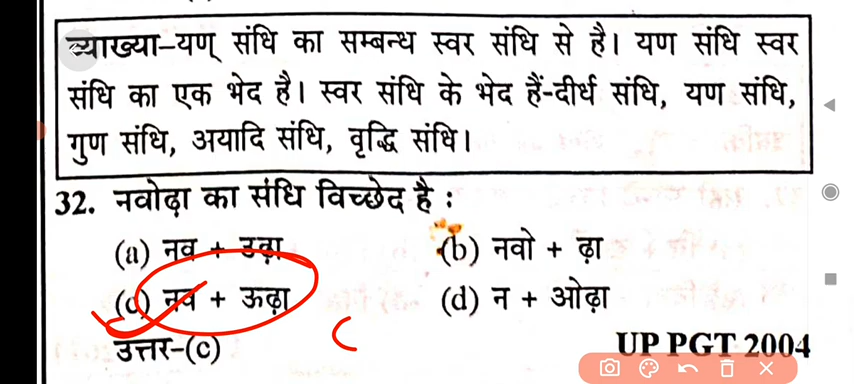 व्याख्या–यण् संधि का सम्बन्ध स्वर संधि से है। यण संधि स्वर
संधि का एक भेद है। स्वर संधि के भेद हैं-दीर्ध संधि, यण संधि,
गुण संधि, अयादि संधि, वृद्धि संधि।
32. नवोढ़ा का संधि विच्छेद है :
(a) नव + उढ़ा (b) नवो + ढ़ा
(c) नव + ऊढ़ा (d) न + ओढ़ा
उत्तर–(c) UP PGT 2004